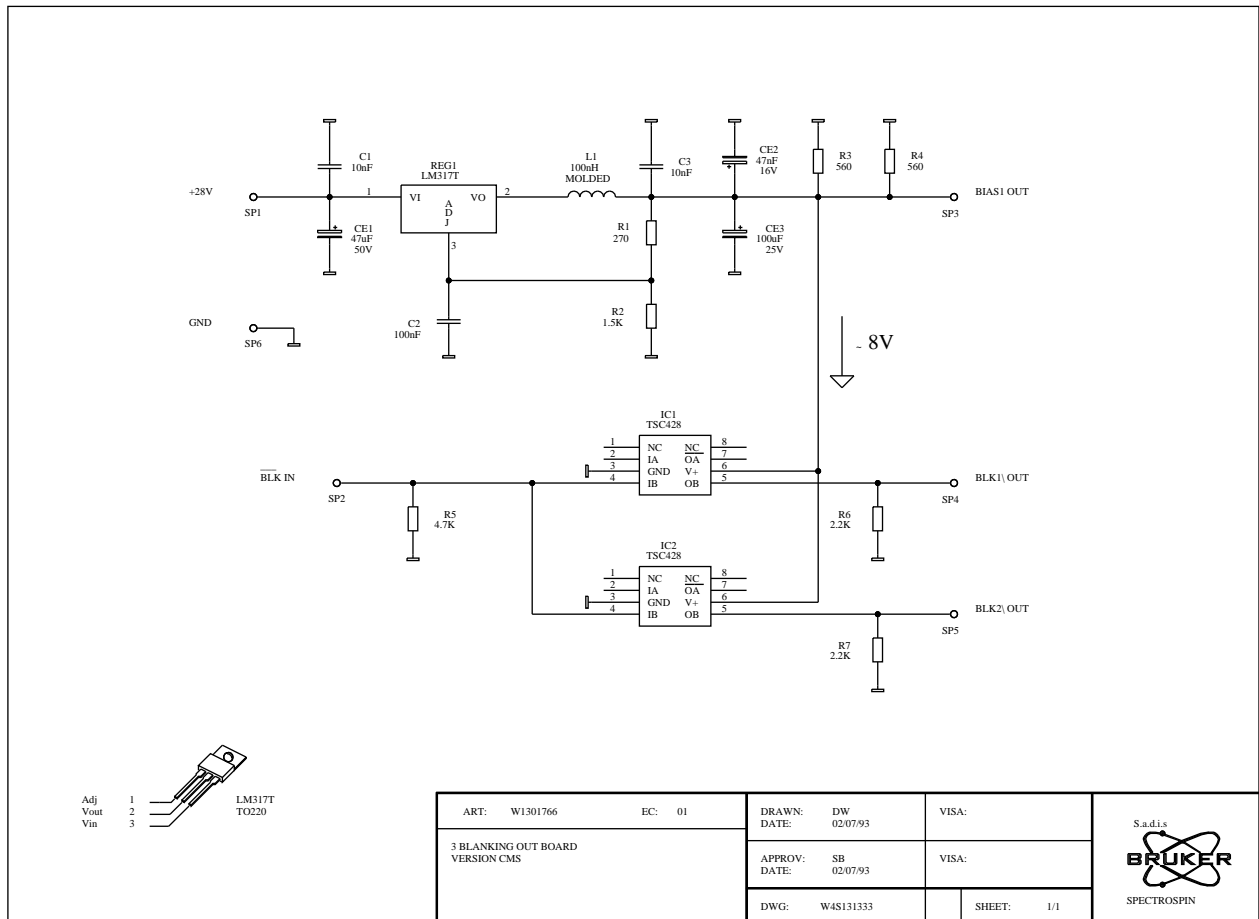 C1
10nF
REG1
LM317T
L1
100nH
MOLDED
C3
10nF
CE2
47nF
16V
+
R3
560
R4
560
+28V
SP1
1
VI
VO
A
D
J
2
3
BIAS1 OUT
SP3
+
CE1
47uF
50V
R1
270
+
CE3
100uF
25V
GND
SP6
C2
100nF
R2
1.5K
~ 8V
IC1
TSC428
1 NC NC 8
2 IA OA 7
3 GND V+ 6
4 IB OB 5
BLK IN
SP2
BLK1\ OUT
SP4
R5
4.7K
R6
2.2K
IC2
TSC428
1 NC NC 8
2 IA OA 7
3 GND V+ 6
4 IB OB 5
BLK2\ OUT
SP5
R7
2.2K
Adj 1
Vout 2
Vin 3
LM317T
TO220
ART: W1301766 EC: 01
3 BLANKING OUT BOARD
VERSION CMS
DRAWN: DW
DATE: 02/07/93
VISA:
APPROV: SB
DATE: 02/07/93
VISA:
DWG: W4S131333
SHEET: 1/1
S.a.d.i.s
BRUKER
SPECTROSPIN